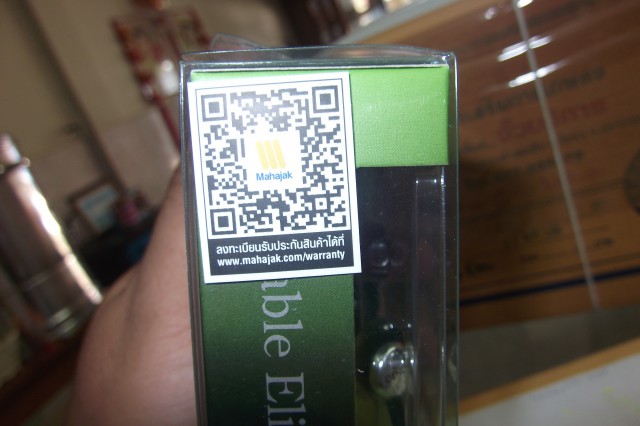 Mahajak
ลงทะเบียนรับประกันสินค้าได้ที่
www.mahajak.com/warranty
able Eli